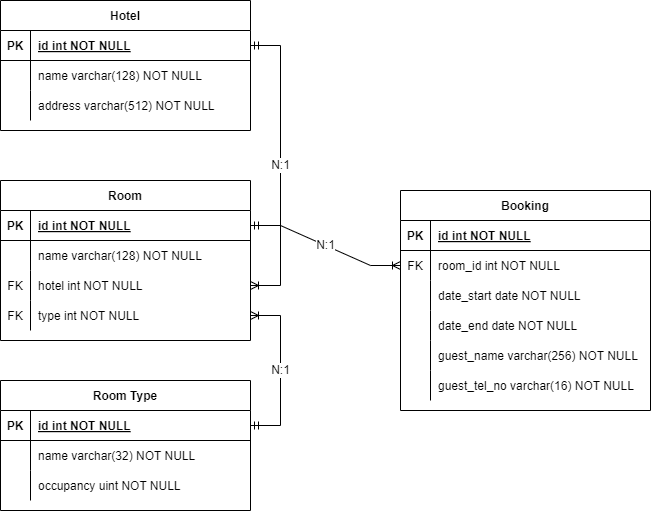 Hotel
PK id int NOT NULL
name varchar(128) NOT NULL
address varchar(512) NOT NULL
N:1
Room
PK id int NOT NULL
name varchar(128) NOT NULL
FK hotel int NOT NULL
FK type int NOT NULL
N:1
Booking
PK id int NOT NULL
FK room_id int NOT NULL
date_start date NOT NULL
date_end date NOT NULL
guest_name varchar(256) NOT NULL
guest_tel_no varchar(16) NOT NULL
N:1
Room Type
PK id int NOT NULL
name varchar(32) NOT NULL
occupancy uint NOT NULL